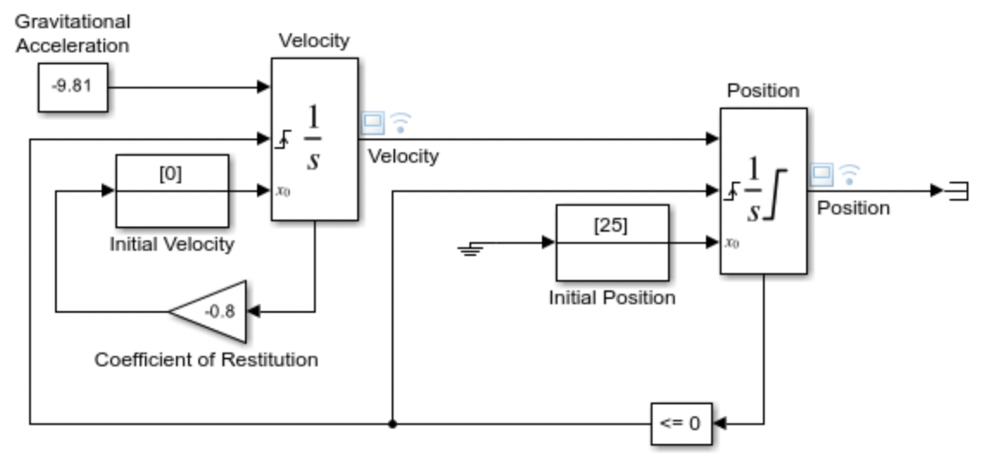 Gravitational
Acceleration
-9.81
Velocity
1
s
x₀
Velocity
[0]
Initial Velocity
-0.8
Coefficient of Restitution
Position
1
s
x₀
Position
[25]
Initial Position
<= 0